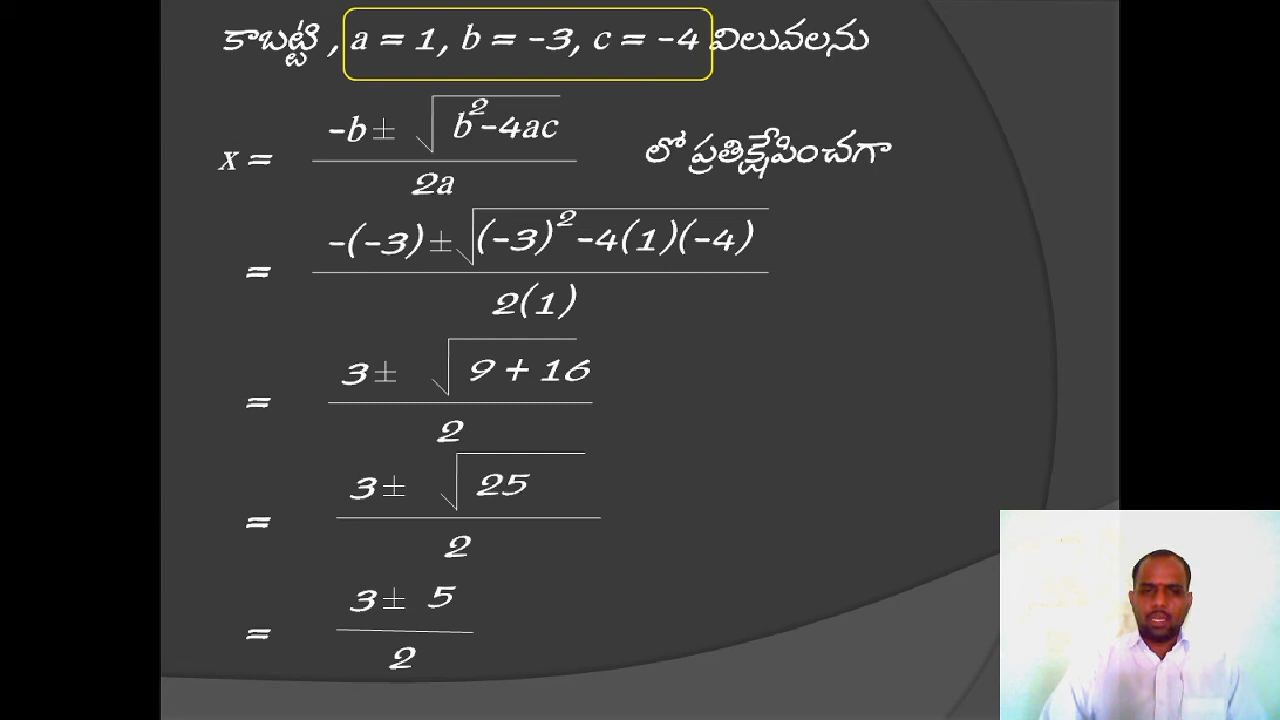 కాబట్టి , a = 1, b = -3, c = -4 విలువలను
x = (-b ± √(b²-4ac)) / 2a లో ప్రతిక్షేపించగా
= (-(-3) ± √((-3)²-4(1)(-4))) / 2(1)
= (3 ± √(9 + 16)) / 2
= (3 ± √25) / 2
= (3 ± 5) / 2